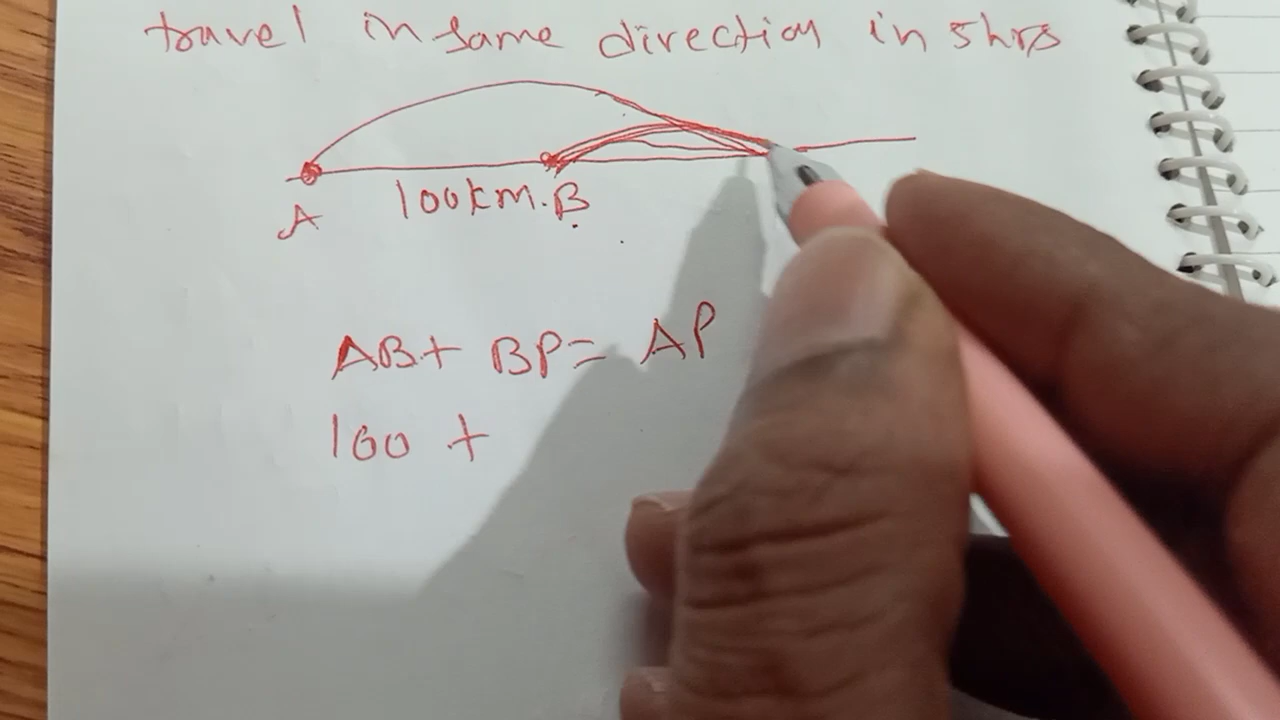 travel in same direction in 5hrs
A 100km. B
AB + BP = AP
100 +